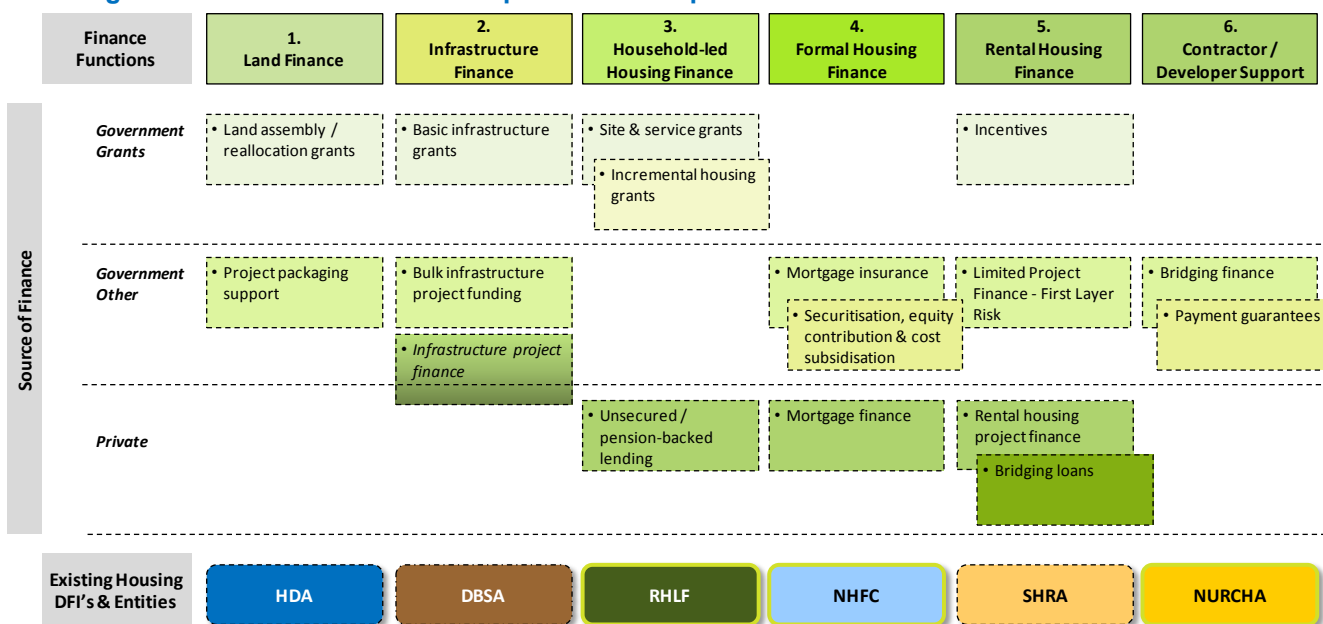 Finance
Functions
1.
Land Finance
2.
Infrastructure
Finance
3.
Household-led
Housing Finance
4.
Formal Housing
Finance
5.
Rental Housing
Finance
6.
Contractor /
Developer Support
Source of Finance
Government
Grants
• Land assembly /
reallocation grants
• Basic infrastructure
grants
• Site & service grants
• Incremental housing
grants
• Incentives
Government
Other
• Project packaging
support
• Bulk infrastructure
project funding
• Infrastructure project
finance
• Mortgage insurance
• Securitisation, equity
contribution & cost
subsidisation
• Limited Project
Finance - First Layer
Risk
• Bridging finance
• Payment guarantees
Private
• Unsecured /
pension-backed
lending
• Mortgage finance
• Rental housing
project finance
• Bridging loans
Existing Housing
DFI's & Entities
HDA
DBSA
RHLF
NHFC
SHRA
NURCHA